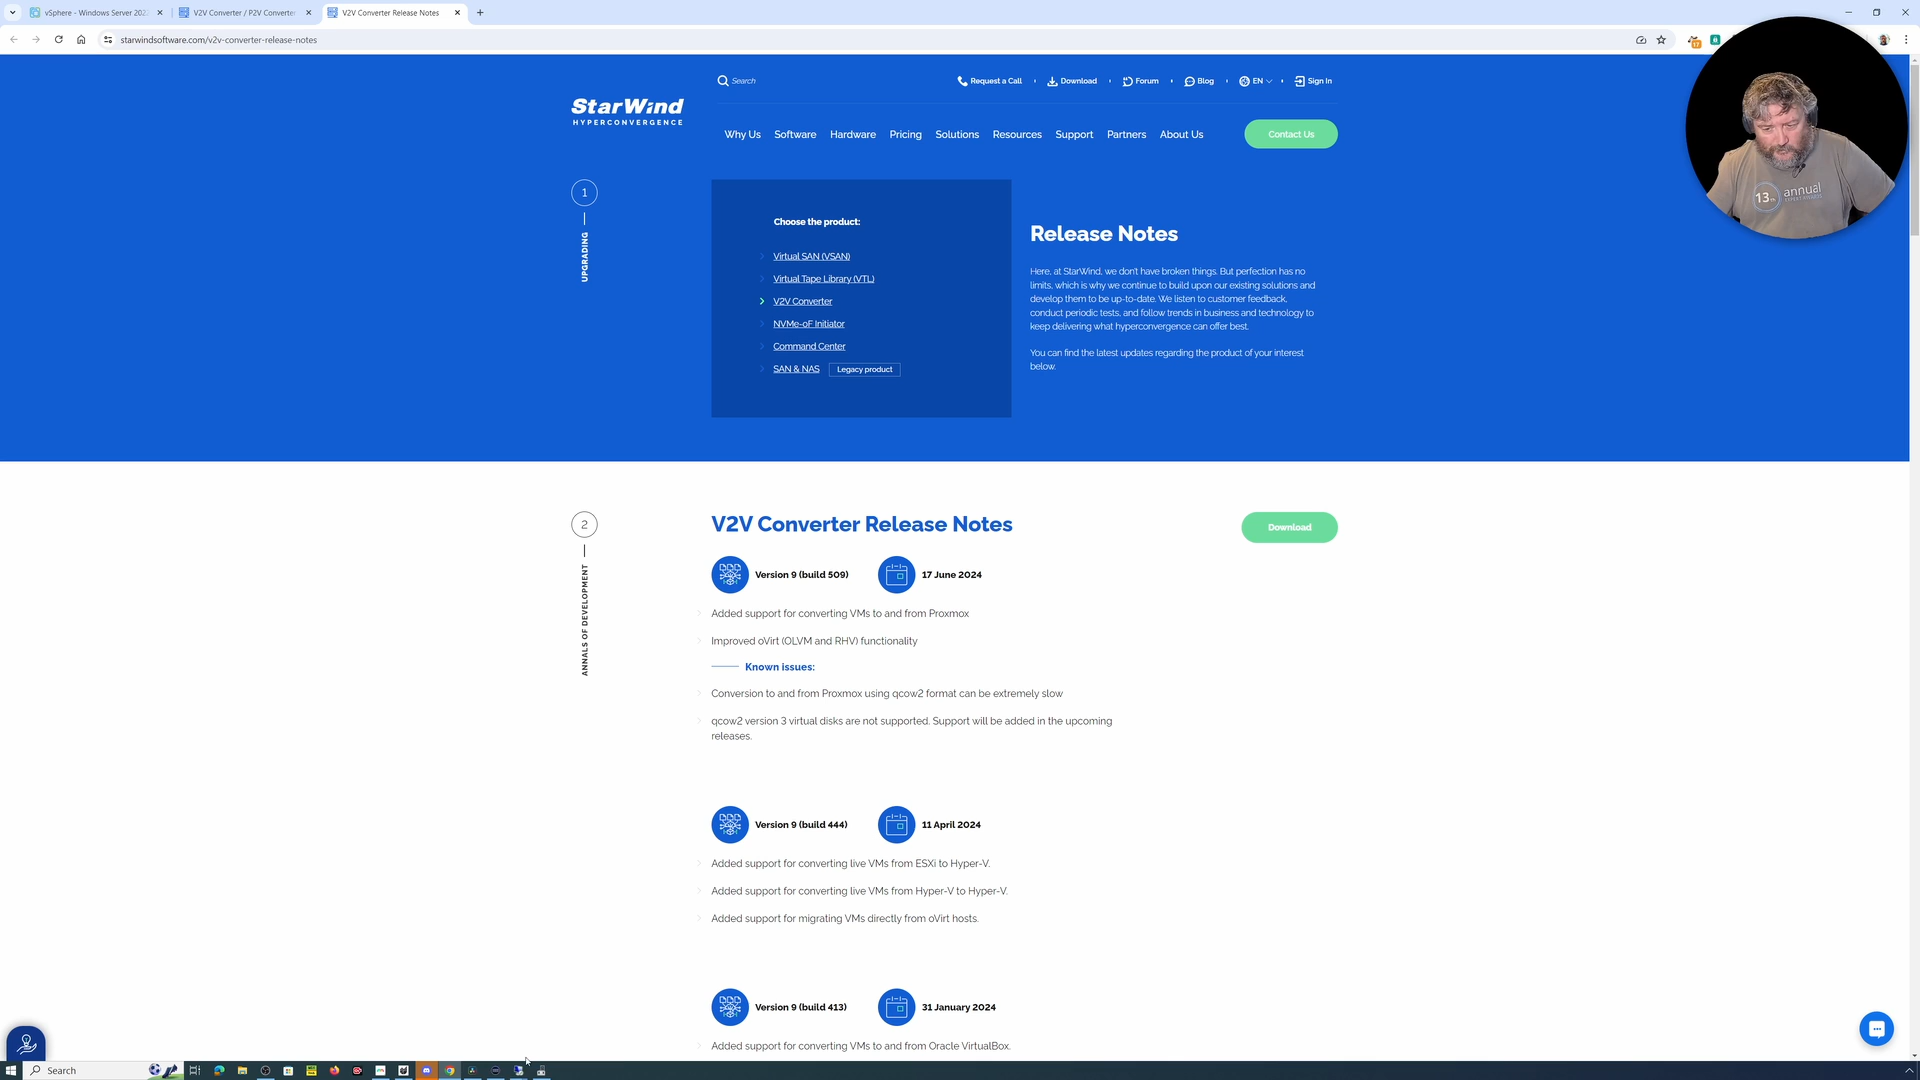 vSphere - Windows Server 202
V2V Converter / P2V Converter
V2V Converter Release Notes
starwindsoftware.com/v2v-converter-release-notes
17
Search
Request a Call
Download
Forum
Blog
EN
Sign In
StarWind
HYPERCONVERGENCE
Why Us
Software
Hardware
Pricing
Solutions
Resources
Support
Partners
About Us
Contact Us
13 annual
1
UPGRADING
Choose the product:
Virtual SAN (VSAN)
Virtual Tape Library (VTL)
V2V Converter
NVMe-oF Initiator
Command Center
SAN & NAS
Legacy product
Release Notes
Here, at StarWind, we don't have broken things. But perfection has no
limits, which is why we continue to build upon our existing solutions and
develop them to be up-to-date. We listen to customer feedback,
conduct periodic tests, and follow trends in business and technology to
keep delivering what hyperconvergence can offer best.
You can find the latest updates regarding the product of your interest
below.
2
ANNALS OF DEVELOPMENT
V2V Converter Release Notes
Download
Version 9 (build 509)
17 June 2024
Added support for converting VMs to and from Proxmox
Improved oVirt (OLVM and RHV) functionality
Known issues:
Conversion to and from Proxmox using qcow2 format can be extremely slow
qcow2 version 3 virtual disks are not supported. Support will be added in the upcoming
releases.
Version 9 (build 444)
11 April 2024
Added support for converting live VMs from ESXi to Hyper-V.
Added support for converting live VMs from Hyper-V to Hyper-V.
Added support for migrating VMs directly from oVirt hosts.
Version 9 (build 413)
31 January 2024
Added support for converting VMs to and from Oracle VirtualBox.
Search